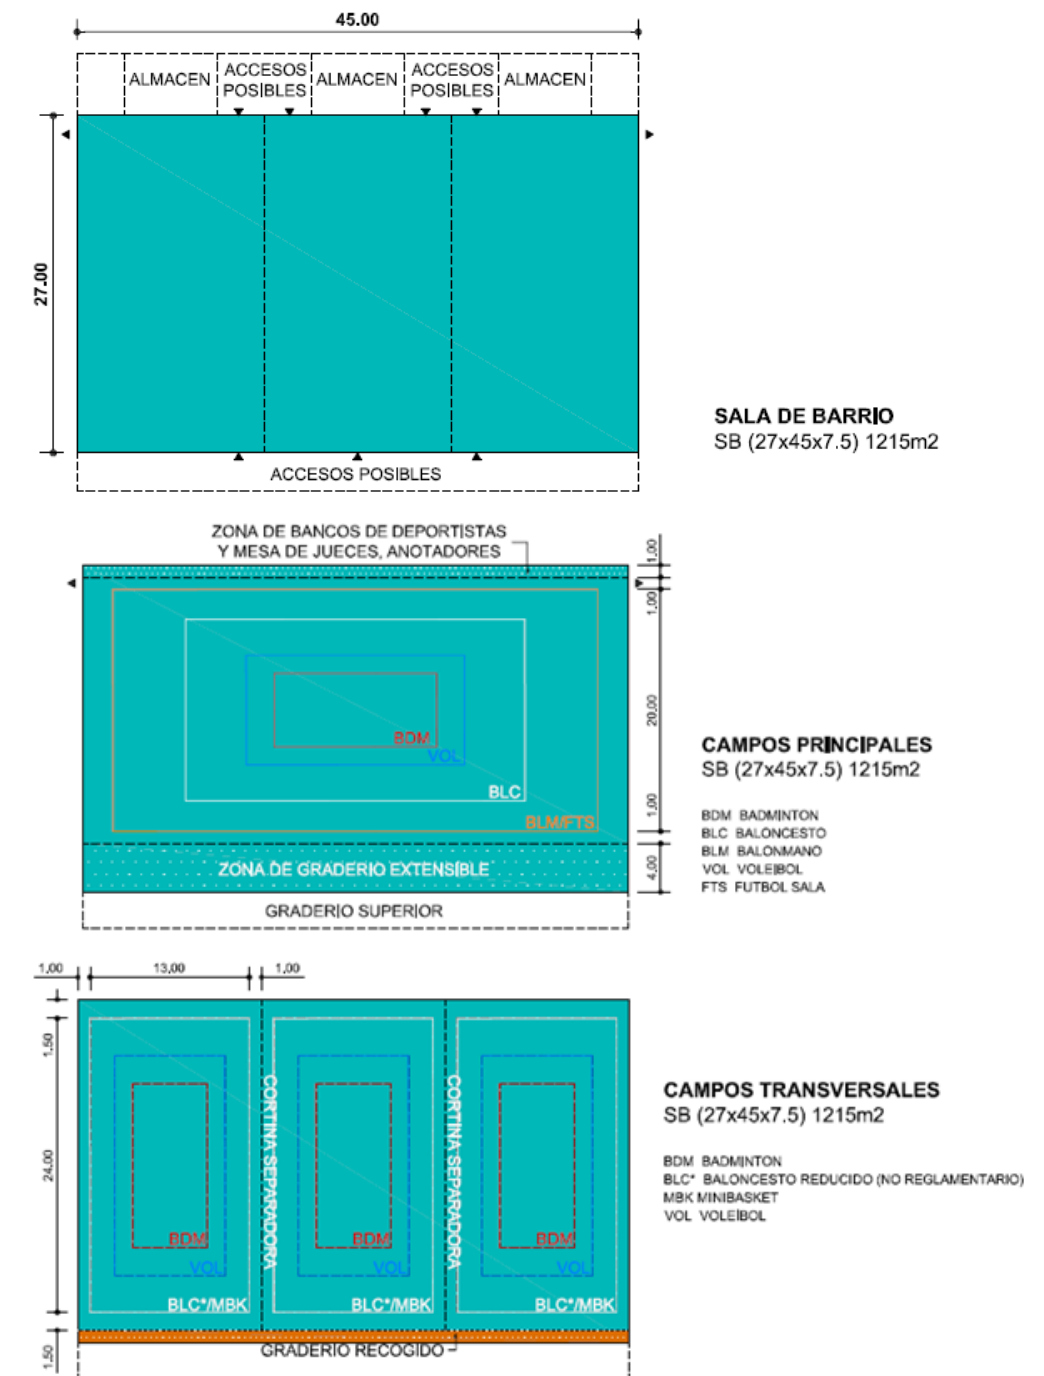 45.00
ALMACEN
ACCESOS
POSIBLES
ALMACEN
ACCESOS
POSIBLES
ALMACEN
27.00
ACCESOS POSIBLES
SALA DE BARRIO
SB (27x45x7.5) 1215m2
ZONA DE BANCOS DE DEPORTISTAS
Y MESA DE JUECES, ANOTADORES
1.00
1.00
20.00
1.00
4.00
BDM
VOL
BLC
BLM/FTS
ZONA DE GRADERIO EXTENSIBLE
GRADERIO SUPERIOR
CAMPOS PRINCIPALES
SB (27x45x7.5) 1215m2
BDM BADMINTON
BLC BALONCESTO
BLM BALONMANO
VOL VOLEIBOL
FTS FUTBOL SALA
1.00
13.00
1.00
1.50
24.00
1.50
BDM
VOL
BLC*/MBK
CORTINA SEPARADORA
BDM
VOL
BLC*/MBK
CORTINA SEPARADORA
BDM
VOL
BLC*/MBK
GRADERIO RECOGIDO
CAMPOS TRANSVERSALES
SB (27x45x7.5) 1215m2
BDM BADMINTON
BLC* BALONCESTO REDUCIDO (NO REGLAMENTARIO)
MBK MINIBASKET
VOL VOLEIBOL